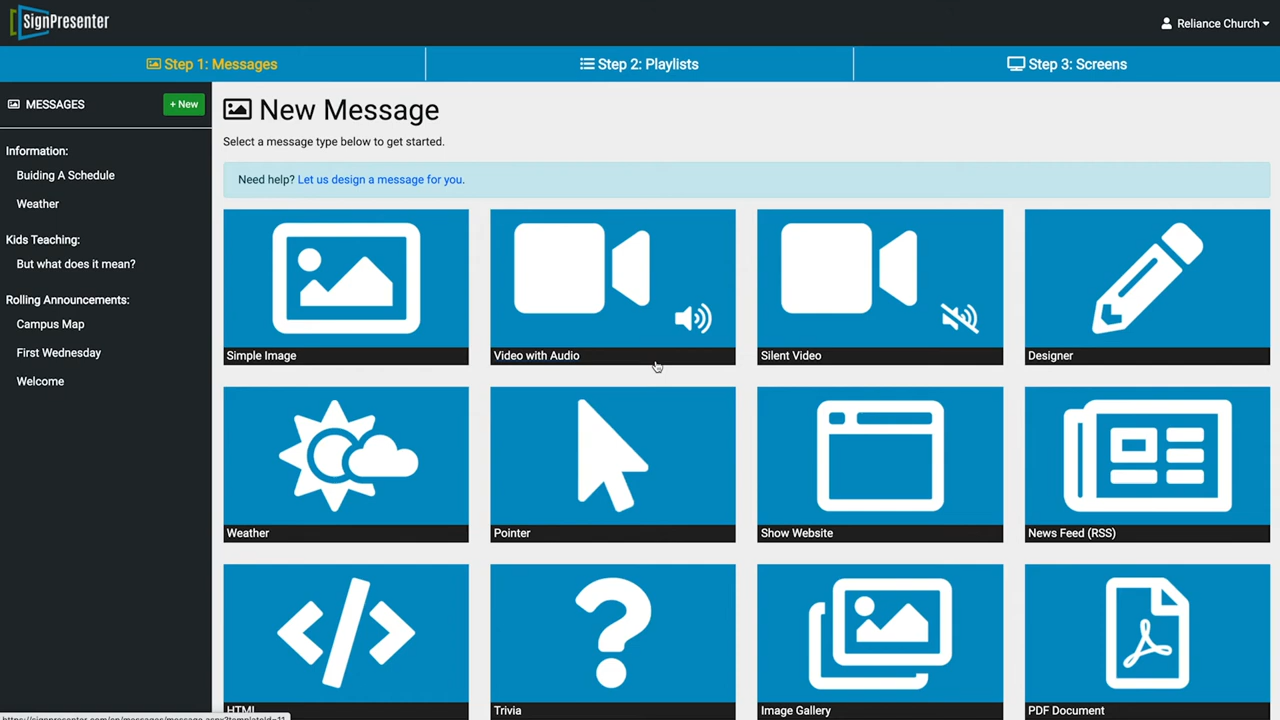 SignPresenter
Reliance Church
Step 1: Messages
Step 2: Playlists
Step 3: Screens
MESSAGES
+ New
Information:
Buiding A Schedule
Weather
Kids Teaching:
But what does it mean?
Rolling Announcements:
Campus Map
First Wednesday
Welcome
New Message
Select a message type below to get started.
Need help? Let us design a message for you.
Simple Image
Video with Audio
Silent Video
Designer
Weather
Pointer
Show Website
News Feed (RSS)
HTML
Trivia
Image Gallery
PDF Document